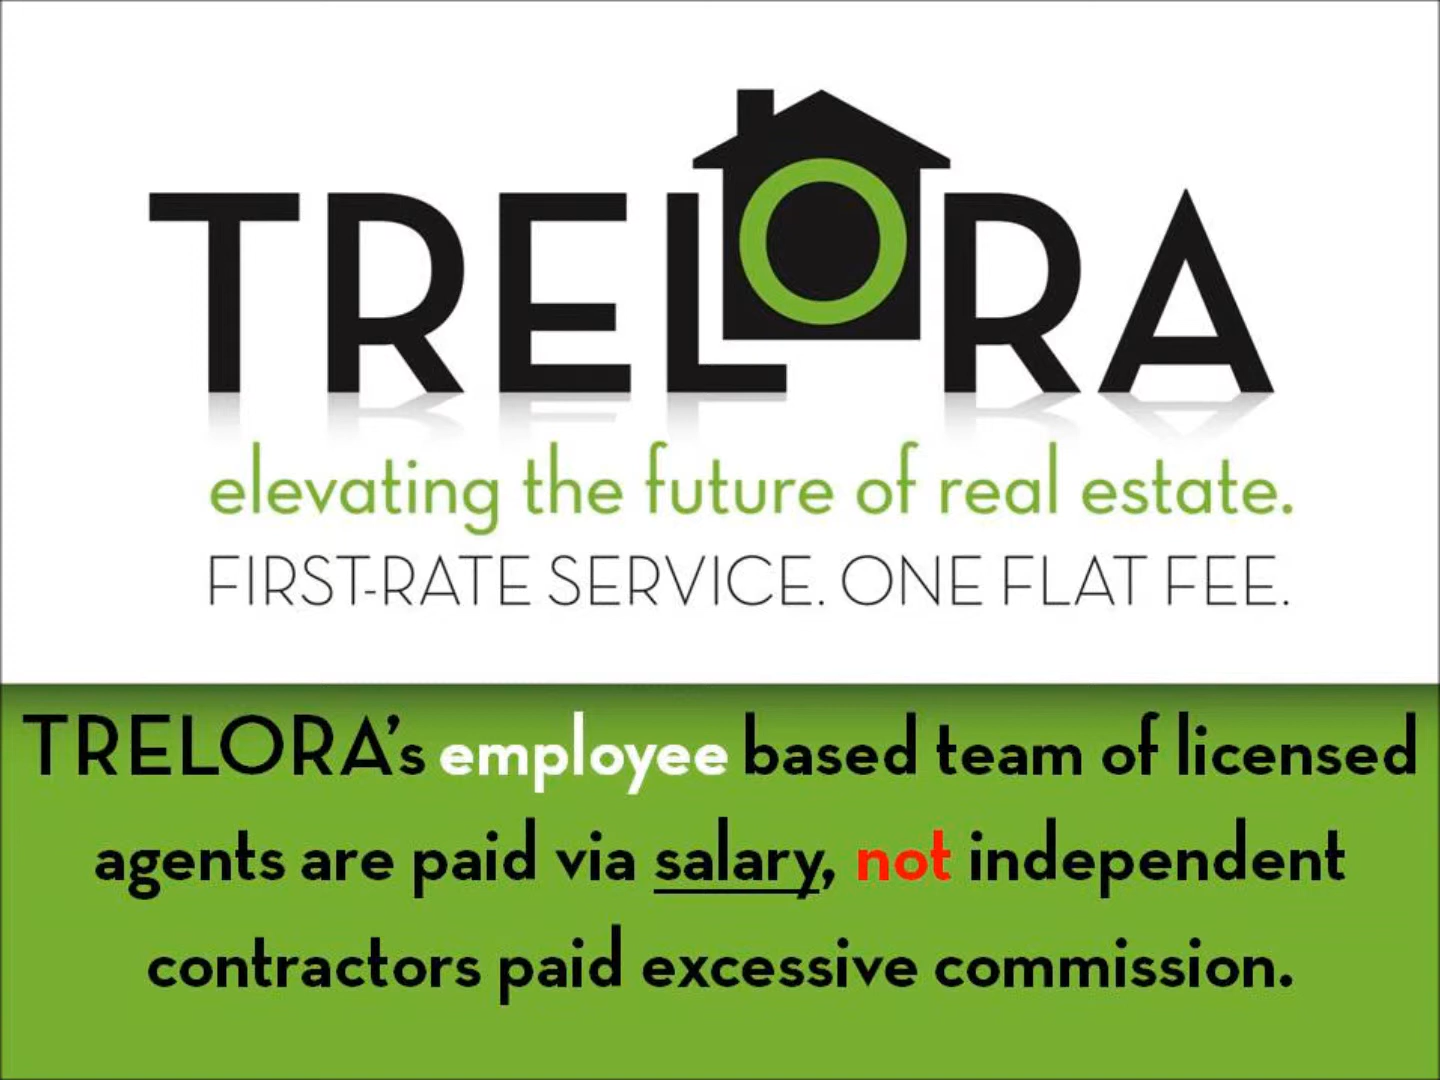 TRELORA
elevating the future of real estate.
FIRST-RATE SERVICE. ONE FLAT FEE.
TRELORA's employee based team of licensed
agents are paid via salary, not independent
contractors paid excessive commission.